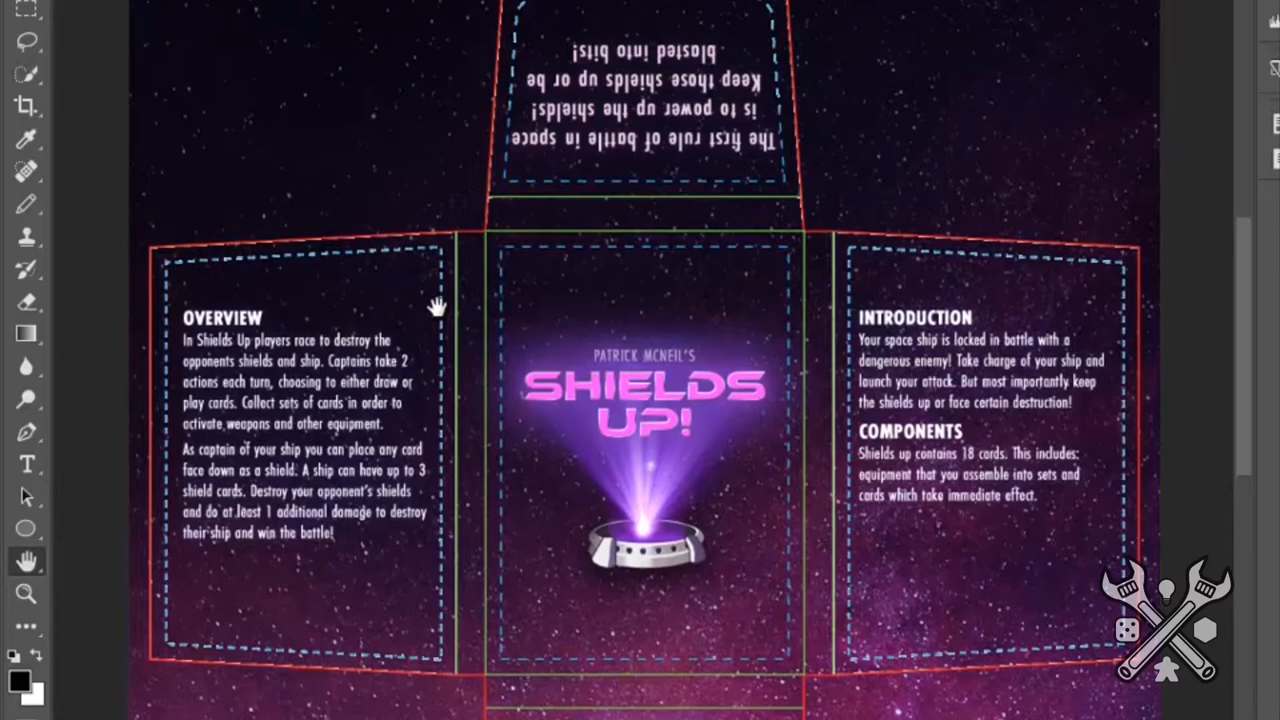 The first rule of battle in space
is to power up the shields!
Keep those shields up or be
blasted into bits!
OVERVIEW
In Shields Up players race to destroy the
opponents shields and ship. Captains take 2
actions each turn, choosing to either draw or
play cards. Collect sets of cards in order to
activate weapons and other equipment.
As captain of your ship you can place any card
face down as a shield. A ship can have up to 3
shield cards. Destroy your opponent's shields
and do at least 1 additional damage to destroy
their ship and win the battle!
PATRICK MCNEIL'S
SHIELDS
UP!
INTRODUCTION
Your space ship is locked in battle with a
dangerous enemy! Take charge of your ship and
launch your attack. But most importantly keep
the shields up or face certain destruction!
COMPONENTS
Shields up contains 18 cards. This includes:
equipment that you assemble into sets and
cards which take immediate effect.